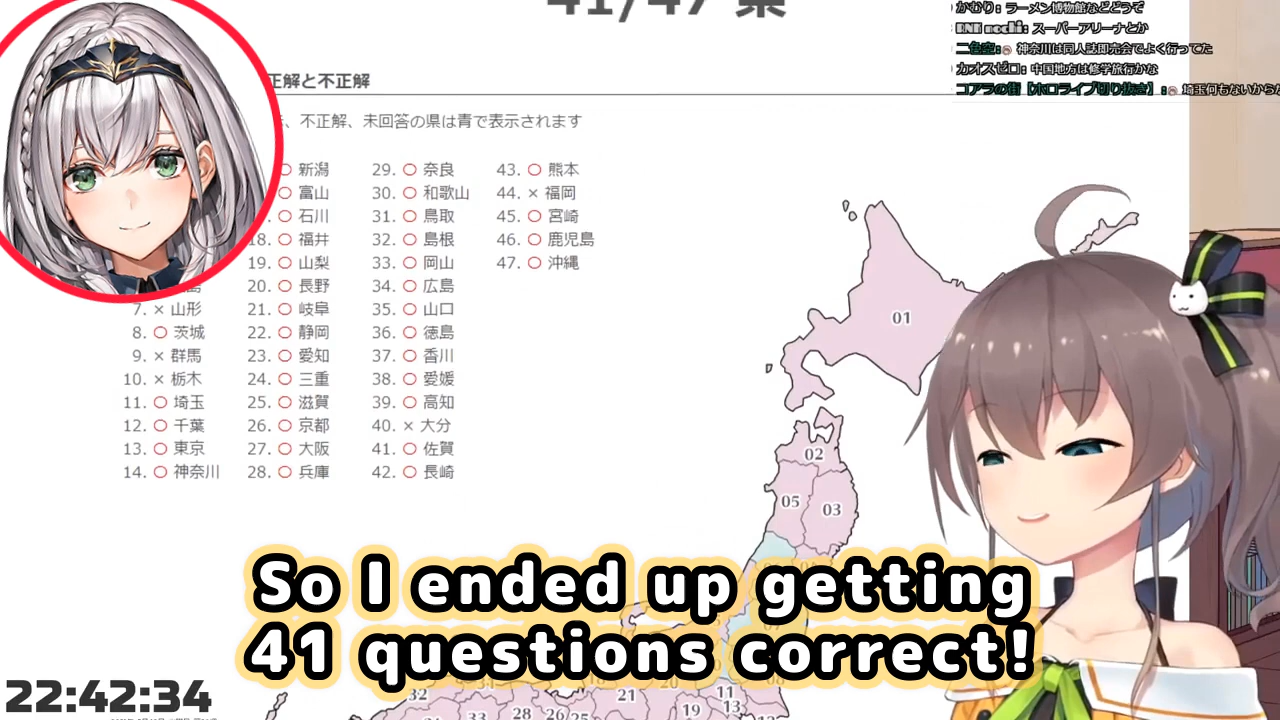 41/47 県
正解と不正解
、不正解、未回答の県は青で表示されます
新潟
富山
石川
18. ○ 福井
19. ○ 山梨
20. ○ 長野
7. × 山形
21. ○ 岐阜
8. ○ 茨城
22. ○ 静岡
9. × 群馬
23. ○ 愛知
10. × 栃木
24. ○ 三重
11. ○ 埼玉
25. ○ 滋賀
12. ○ 千葉
26. ○ 京都
13. ○ 東京
27. ○ 大阪
14. ○ 神奈川
28. ○ 兵庫
29. ○ 奈良
30. ○ 和歌山
31. ○ 鳥取
32. ○ 島根
33. ○ 岡山
34. ○ 広島
35. ○ 山口
36. ○ 徳島
37. ○ 香川
38. ○ 愛媛
39. ○ 高知
40. × 大分
41. ○ 佐賀
42. ○ 長崎
43. ○ 熊本
44. × 福岡
45. ○ 宮崎
46. ○ 鹿児島
47. ○ 沖縄
かむり: ラーメン博物館などどうぞ
スーパーアリーナとか
二色空: 神奈川は同人誌即売会でよく行ってた
カオスゼロ: 中国地方は修学旅行かな
コアラの街【ホロライブ切り抜き】: 埼玉何もないから
01
02
05
03
So I ended up getting
41 questions correct!
32
33
28
26
25
21
20
19
11
13
22:42:34